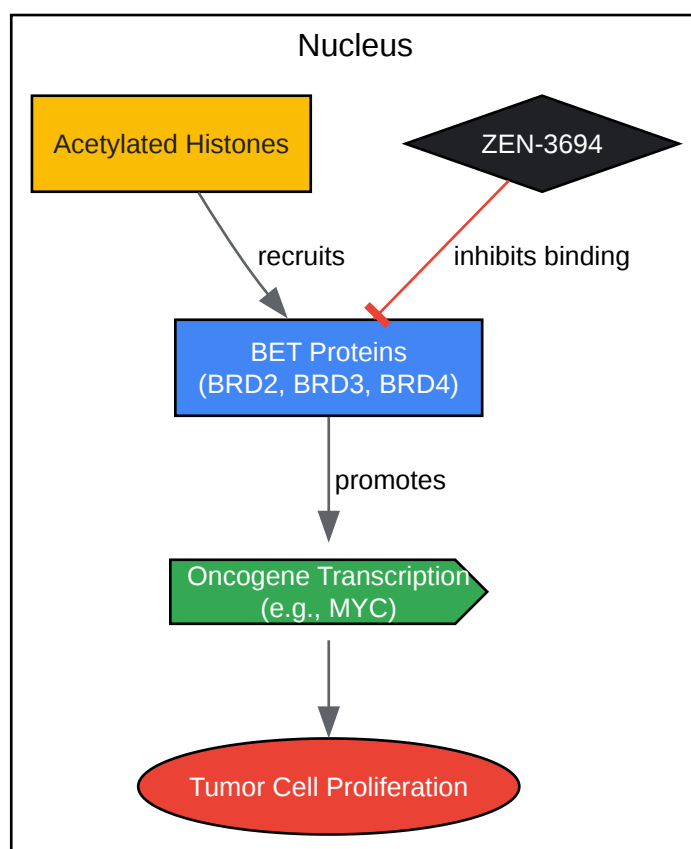 Nucleus
Acetylated Histones
ZEN-3694
recruits
inhibits binding
BET Proteins
(BRD2, BRD3, BRD4)
promotes
Oncogene Transcription
(e.g., MYC)
Tumor Cell Proliferation